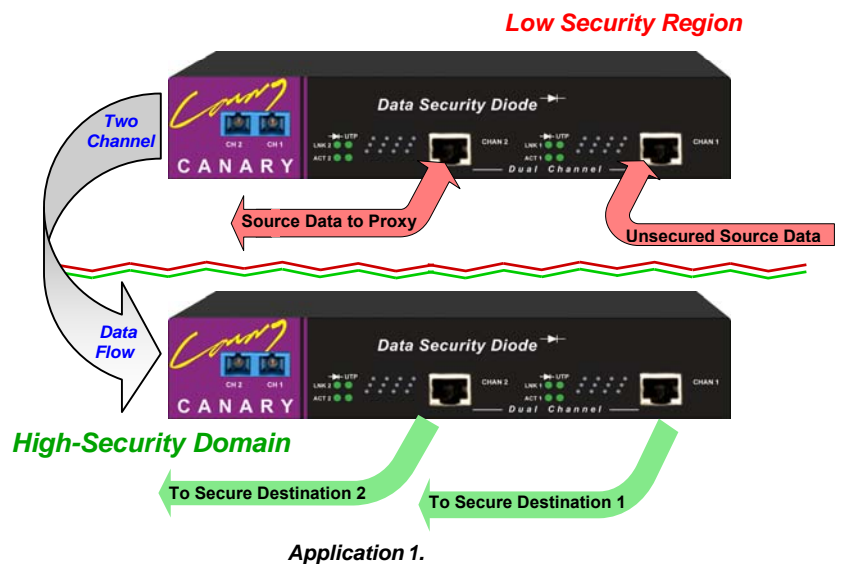 Low Security Region
Canary
Data Security Diode
Two
Channel
UTP
UTP
CH 2 CH 1
LNK 2
CHAN 2
LNK 1
CHAN 1
ACT 2
ACT 1
CANARY
Dual Channel
Source Data to Proxy
Unsecured Source Data
Canary
Data Security Diode
Data
Flow
UTP
UTP
CH 2 CH 1
LNK 2
CHAN 2
LNK 1
CHAN 1
ACT 2
ACT 1
CANARY
Dual Channel
High-Security Domain
To Secure Destination 2
To Secure Destination 1
Application 1.